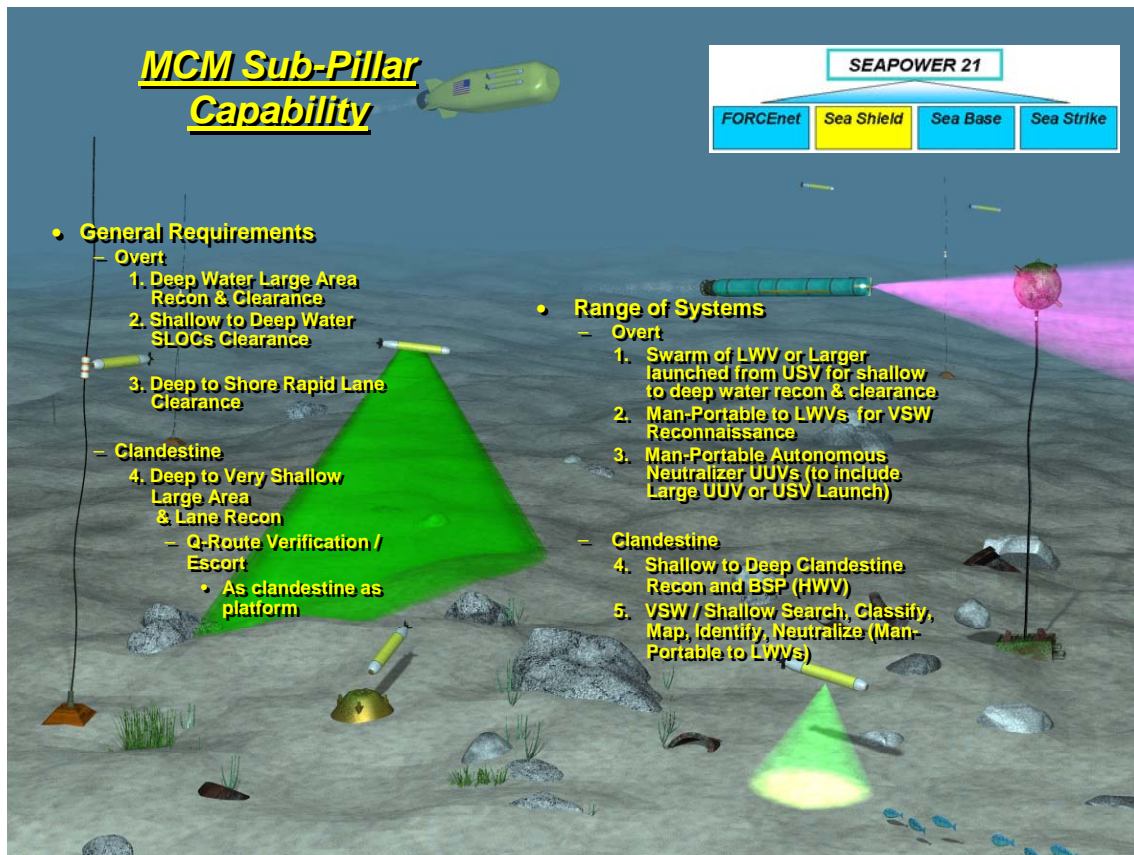 MCM Sub-Pillar
Capability
SEAPOWER 21
FORCEnet
Sea Shield
Sea Base
Sea Strike
• General Requirements
– Overt
1. Deep Water Large Area
Recon & Clearance
2. Shallow to Deep Water
SLOCs Clearance
3. Deep to Shore Rapid Lane
Clearance
– Clandestine
4. Deep to Very Shallow
Large Area
& Lane Recon
– Q-Route Verification /
Escort
• As clandestine as
platform
• Range of Systems
– Overt
1. Swarm of LWV or Larger
launched from USV for shallow
to deep water recon & clearance
2. Man-Portable to LWVs for VSW
Reconnaissance
3. Man-Portable Autonomous
Neutralizer UUVs (to include
Large UUV or USV Launch)
– Clandestine
4. Shallow to Deep Clandestine
Recon and BSP (HWV)
5. VSW / Shallow Search, Classify,
Map, Identify, Neutralize (Man-
Portable to LWVs)